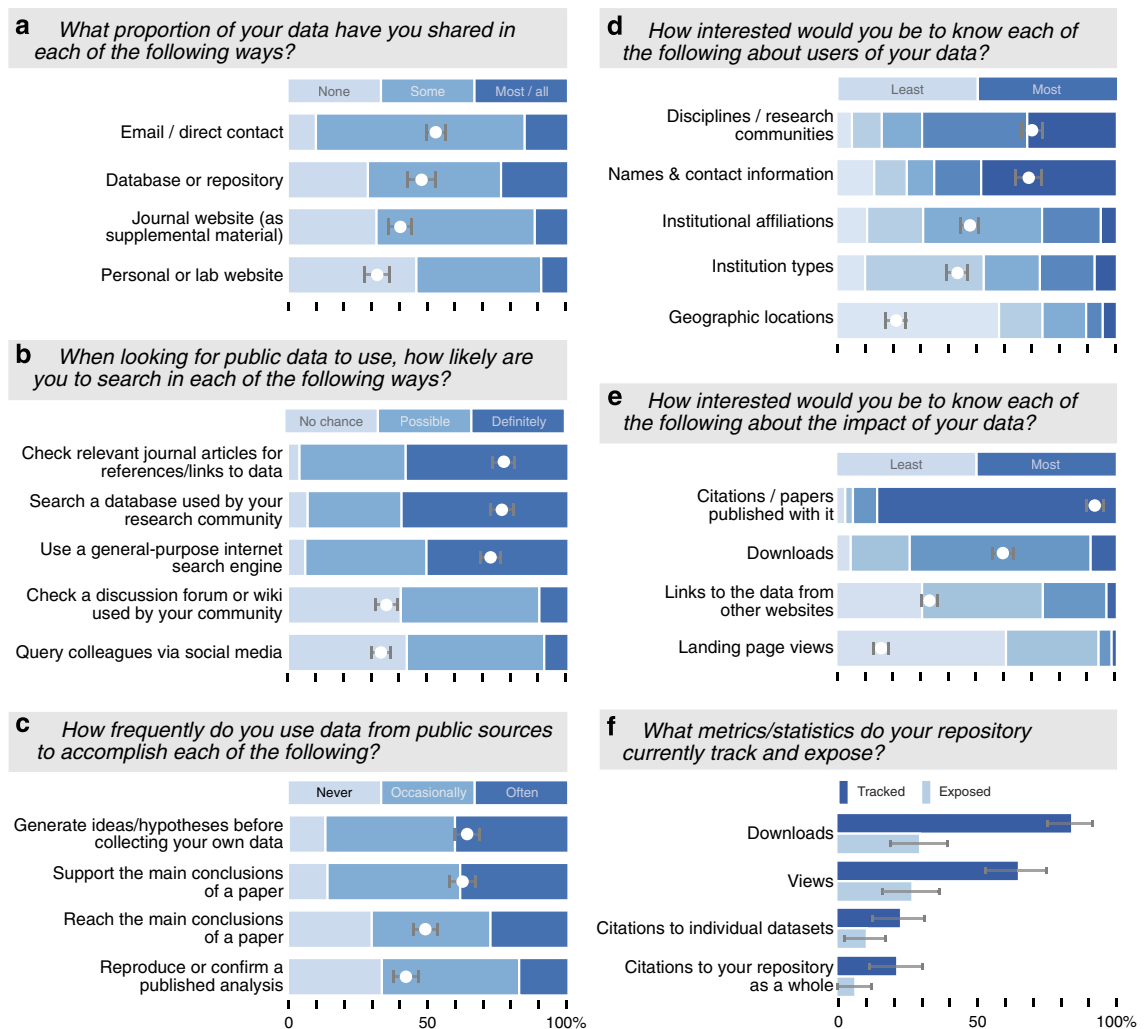 a What proportion of your data have you shared in
each of the following ways?
None Some Most / all
Email / direct contact
Database or repository
Journal website (as
supplemental material)
Personal or lab website
b When looking for public data to use, how likely are
you to search in each of the following ways?
No chance Possible Definitely
Check relevant journal articles for
references/links to data
Search a database used by your
research community
Use a general-purpose internet
search engine
Check a discussion forum or wiki
used by your community
Query colleagues via social media
c How frequently do you use data from public sources
to accomplish each of the following?
Never Occasionally Often
Generate ideas/hypotheses before
collecting your own data
Support the main conclusions
of a paper
Reach the main conclusions
of a paper
Reproduce or confirm a
published analysis
0 50 100%
d How interested would you be to know each of
the following about users of your data?
Least Most
Disciplines / research
communities
Names & contact information
Institutional affiliations
Institution types
Geographic locations
e How interested would you be to know each of
the following about the impact of your data?
Least Most
Citations / papers
published with it
Downloads
Links to the data from
other websites
Landing page views
f What metrics/statistics do your repository
currently track and expose?
Tracked Exposed
Downloads
Views
Citations to individual datasets
Citations to your repository
as a whole
0 50 100%